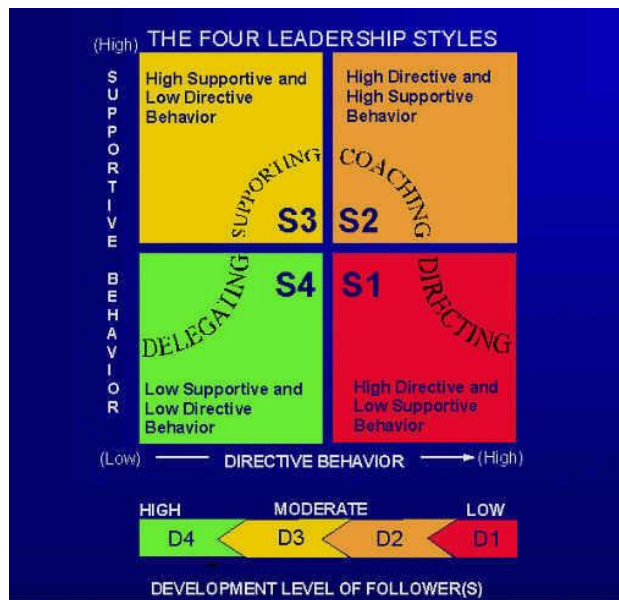 THE FOUR LEADERSHIP STYLES
(High)
SUPPORTIVE BEHAVIOR
High Supportive and
Low Directive
Behavior
SUPPORTING
S3
High Directive and
High Supportive
Behavior
COACHING
S2
DELEGATING
S4
Low Supportive and
Low Directive
Behavior
S1
DIRECTING
High Directive and
Low Supportive
Behavior
(Low)
DIRECTIVE BEHAVIOR
(High)
HIGH
MODERATE
LOW
D4
D3
D2
D1
DEVELOPMENT LEVEL OF FOLLOWER(S)